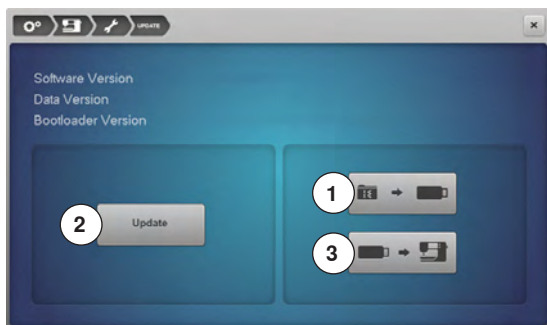 UPDATE
×
Software Version
Data Version
Bootloader Version
1
2
Update
3